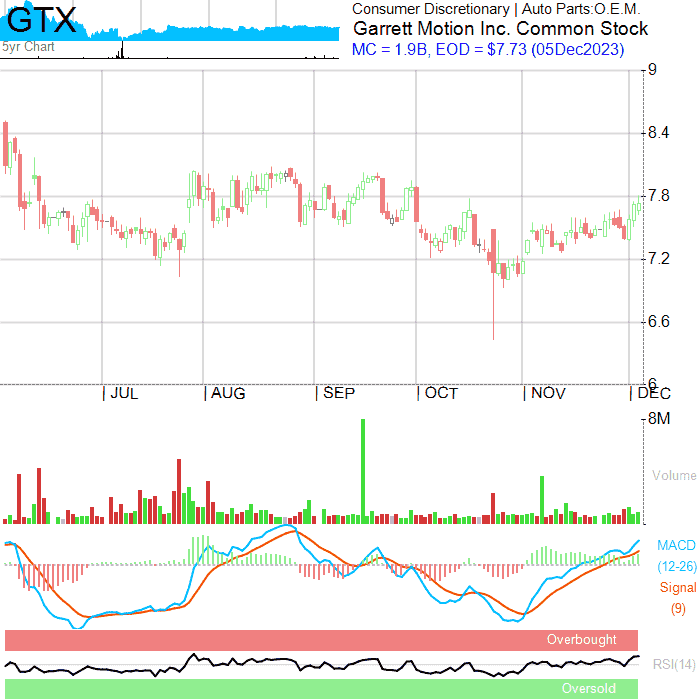 GTX
5yr Chart
Consumer Discretionary | Auto Parts:O.E.M.
Garrett Motion Inc. Common Stock
MC = 1.9B, EOD = $7.73 (05Dec2023)
9
8.4
7.8
7.2
6.6
6
| JUL | AUG | SEP | OCT | NOV | DEC
8M
Volume
MACD
(12-26)
Signal
(9)
Overbought
RSI(14)
Oversold